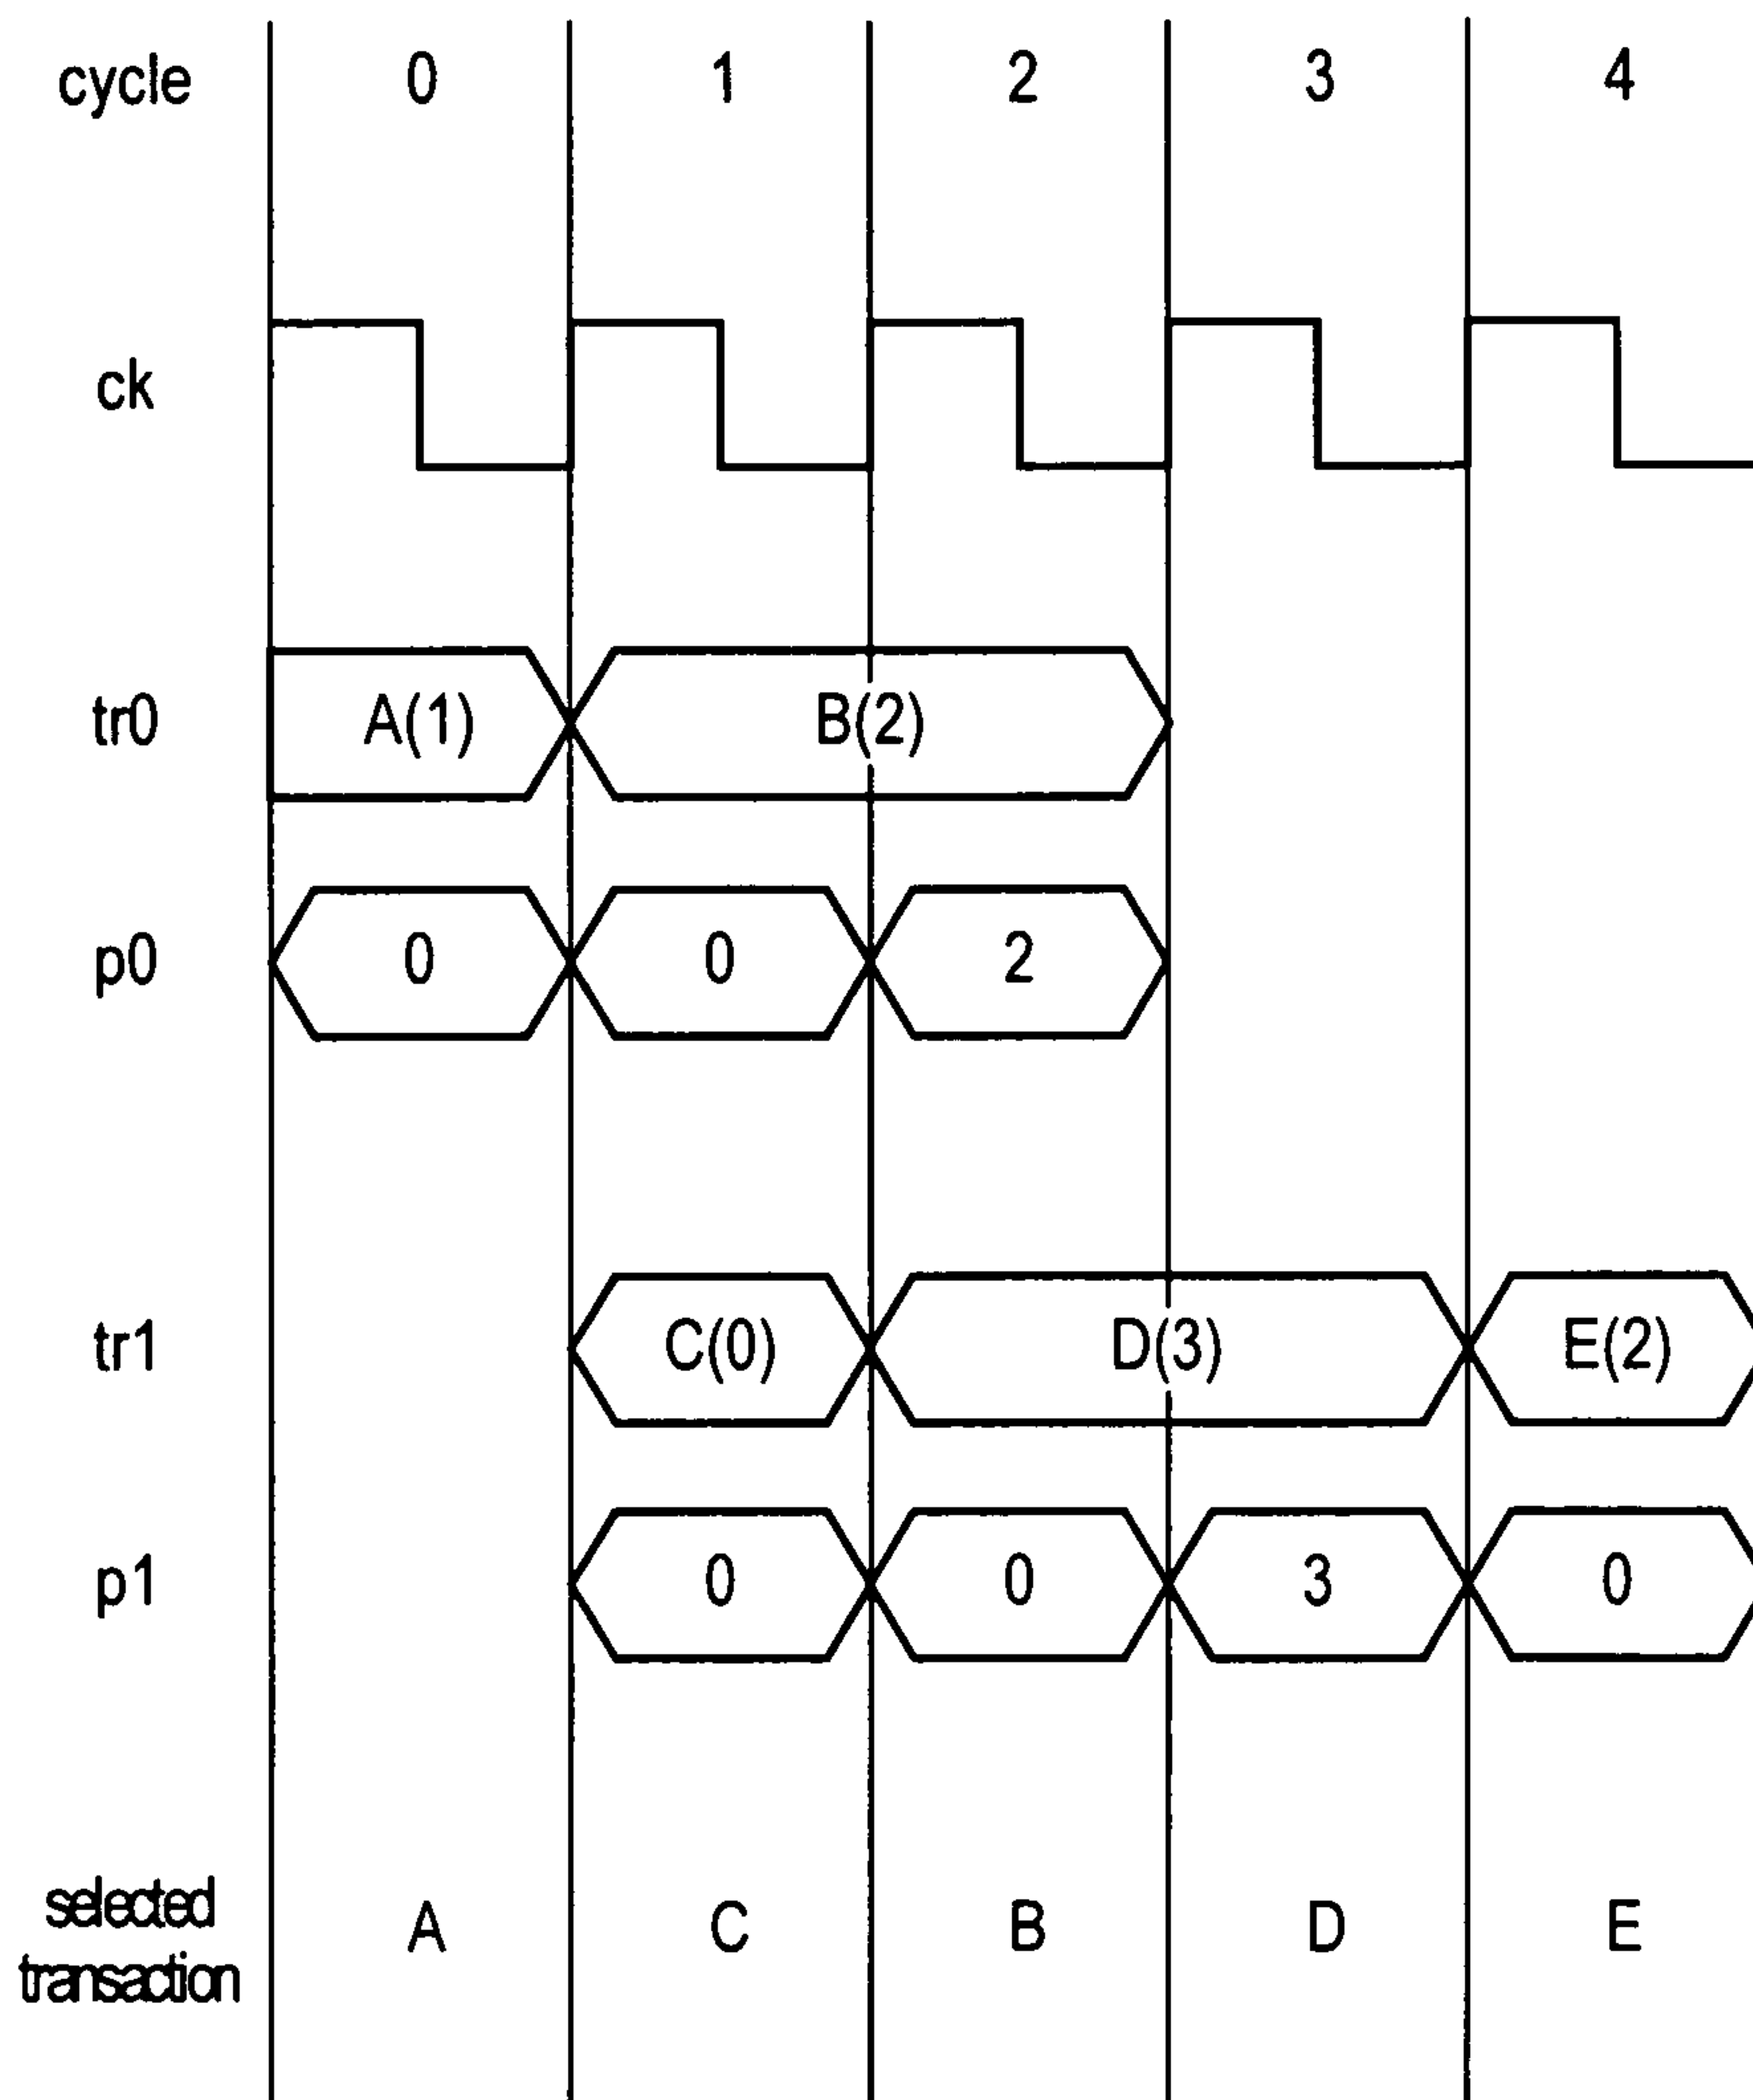 cycle 0 1 2 3 4
ck
tr0 A(1) B(2)
p0 0 0 2
tr1 C(0) D(3) E(2)
p1 0 0 3 0
selected
transaction A C B D E